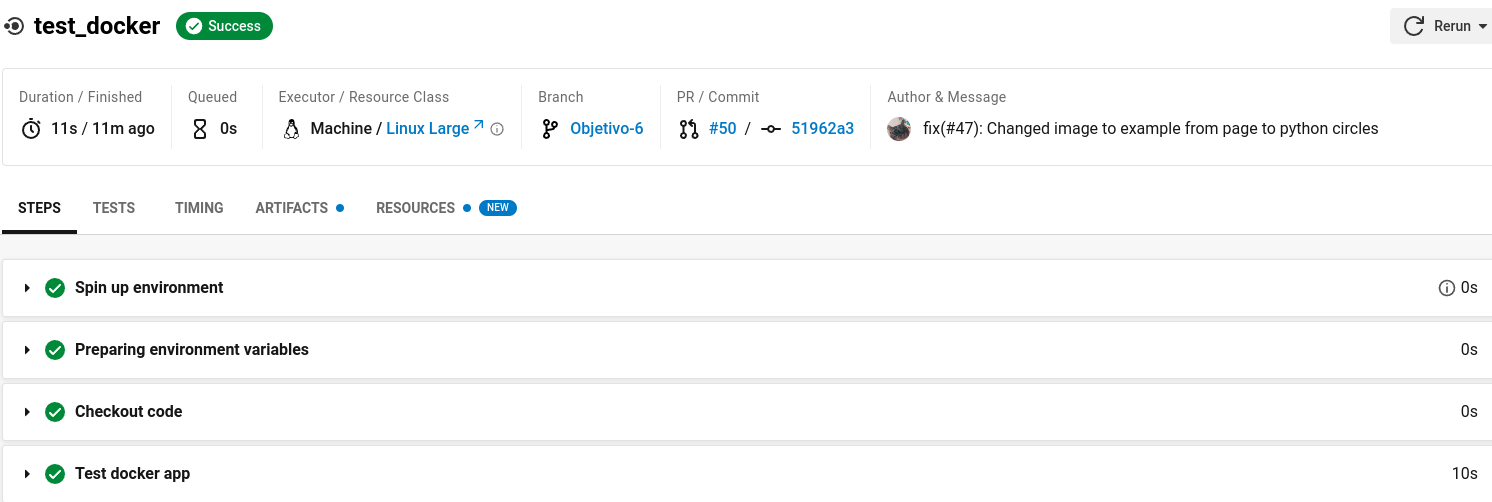 test_docker Success Rerun
Duration / Finished Queued Executor / Resource Class Branch PR / Commit Author & Message
11s / 11m ago 0s Machine / Linux Large Objetivo-6 #50 / 51962a3 fix(#47): Changed image to example from page to python circles
STEPS TESTS TIMING ARTIFACTS RESOURCES NEW
Spin up environment 0s
Preparing environment variables 0s
Checkout code 0s
Test docker app 10s